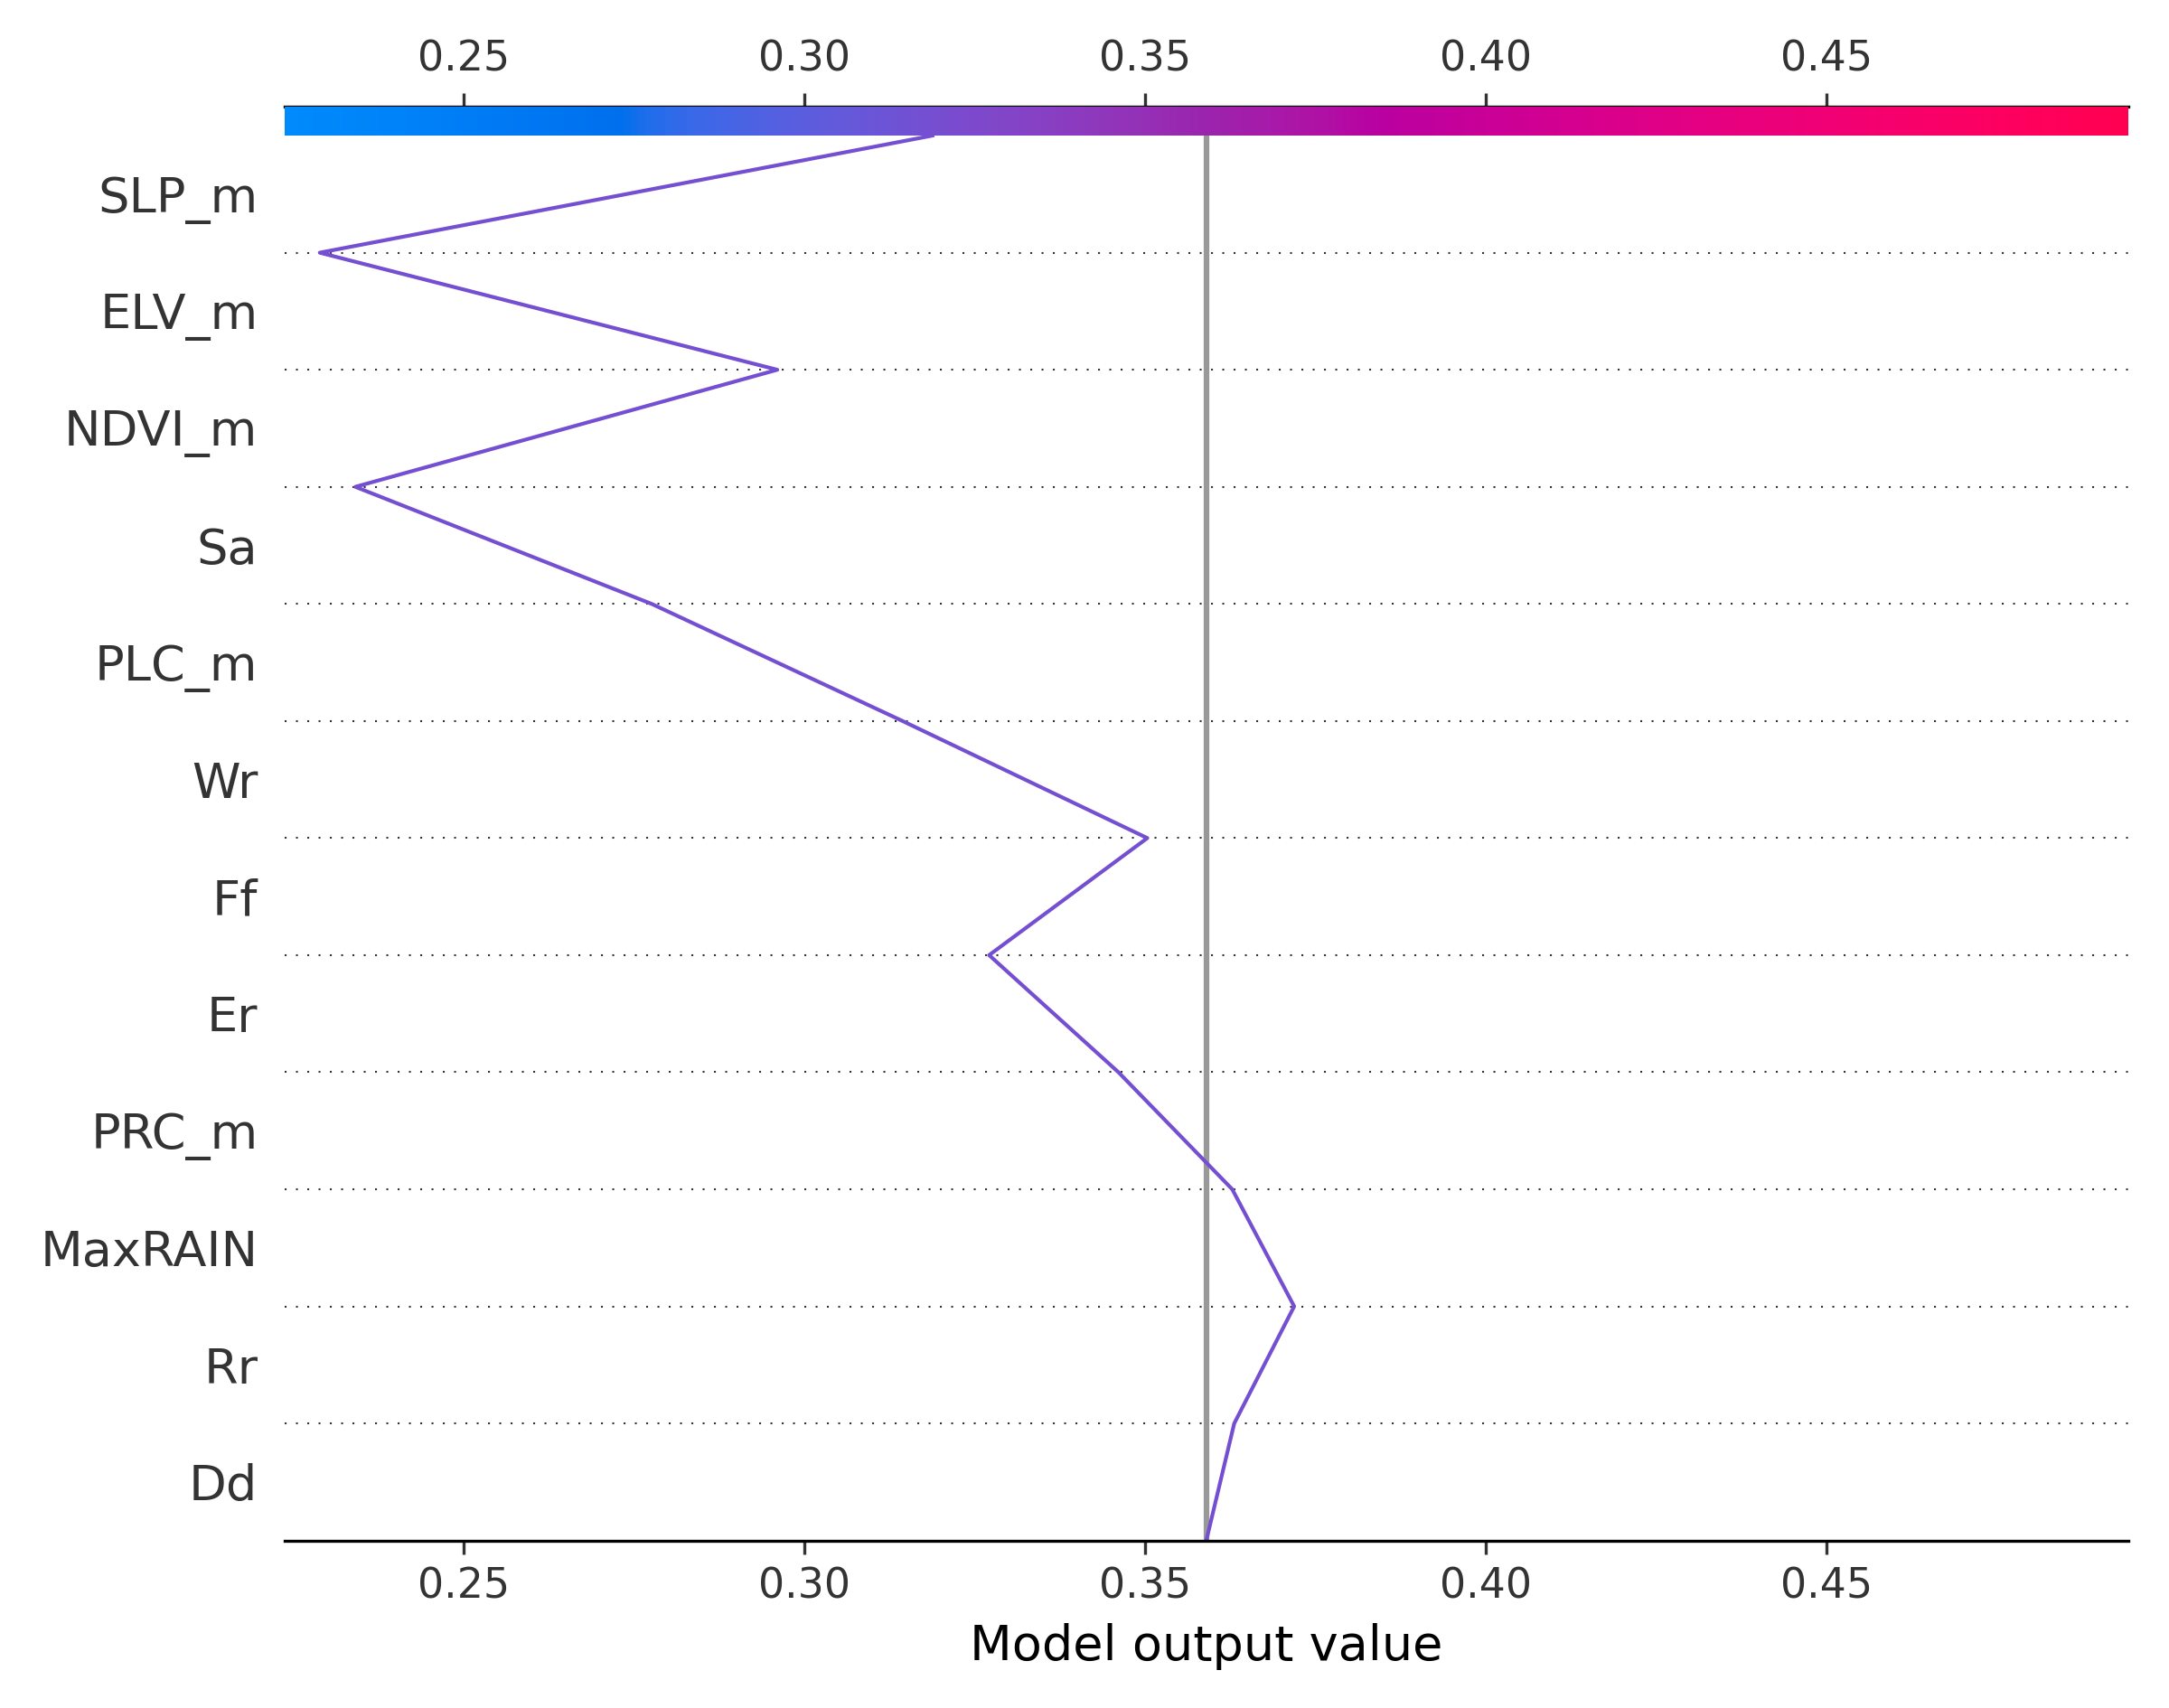 0.25 0.30 0.35 0.40 0.45
SLP_m
ELV_m
NDVI_m
Sa
PLC_m
Wr
Ff
Er
PRC_m
MaxRAIN
Rr
Dd
0.25 0.30 0.35 0.40 0.45
Model output value